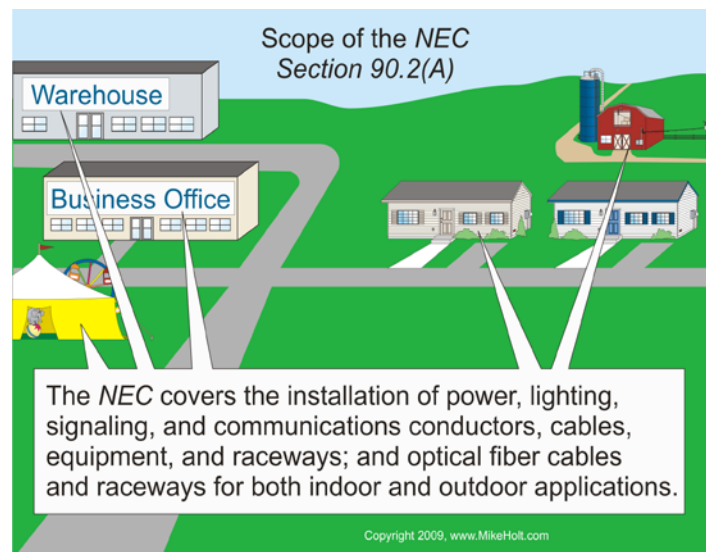 Scope of the NEC
Section 90.2(A)
Warehouse
Business Office
The NEC covers the installation of power, lighting,
signaling, and communications conductors, cables,
equipment, and raceways; and optical fiber cables
and raceways for both indoor and outdoor applications.
Copyright 2009, www.MikeHolt.com